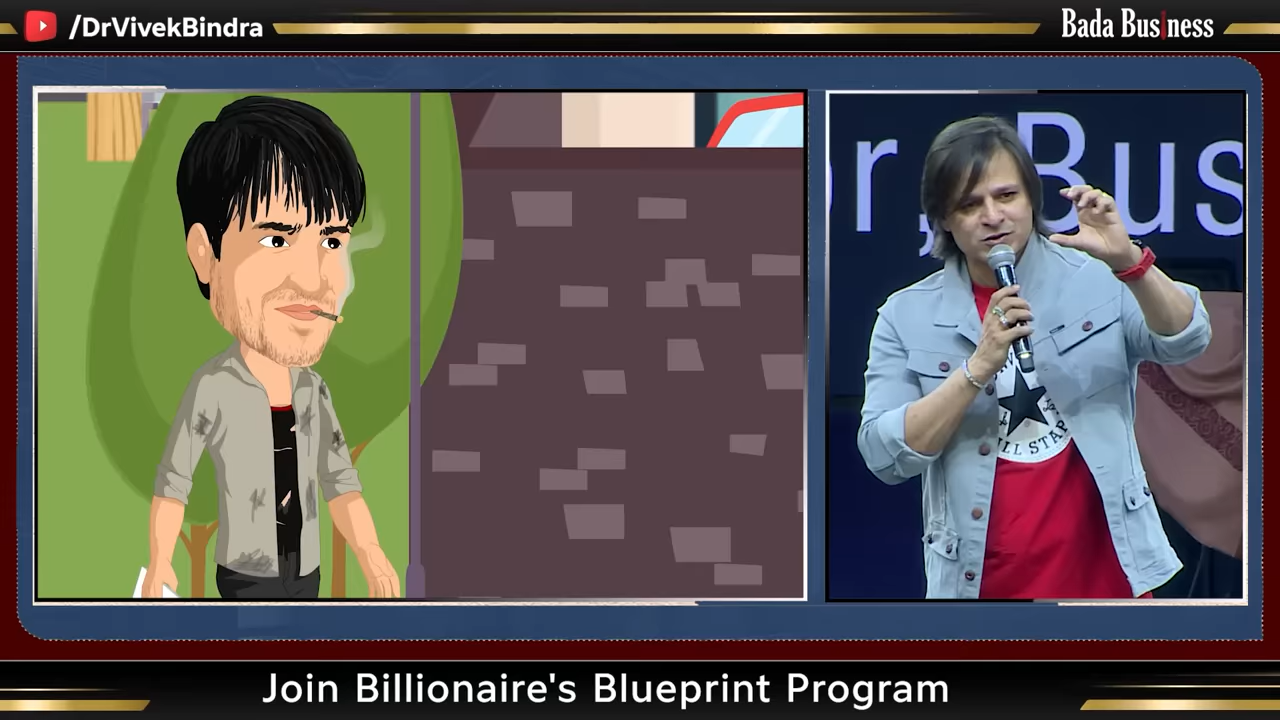 /DrVivekBindra
Bada Business
r, Bus
ALL STAR
Join Billionaire's Blueprint Program